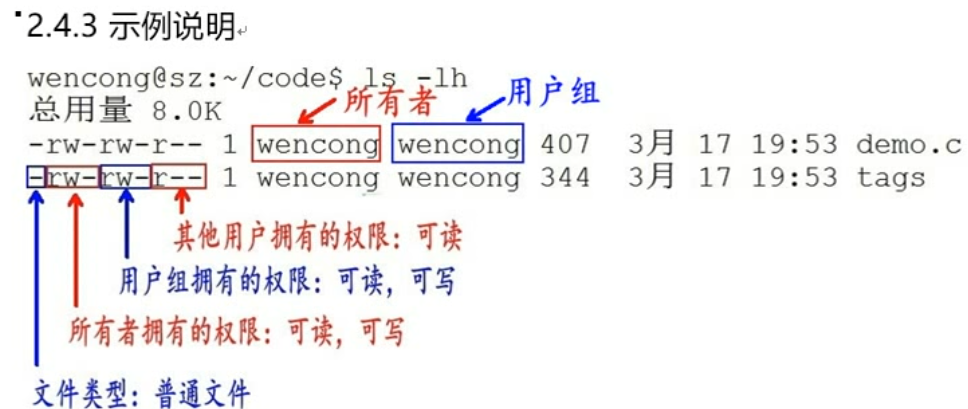 2.4.3 示例说明
wencong@sz:~/code$ ls -lh
总用量 8.0K
所有者
用户组
-rw-rw-r-- 1 wencong wencong 407 3月 17 19:53 demo.c
-rw-rw-r-- 1 wencong wencong 344 3月 17 19:53 tags
其他用户拥有的权限：可读
用户组拥有的权限：可读，可写
所有者拥有的权限：可读，可写
文件类型：普通文件